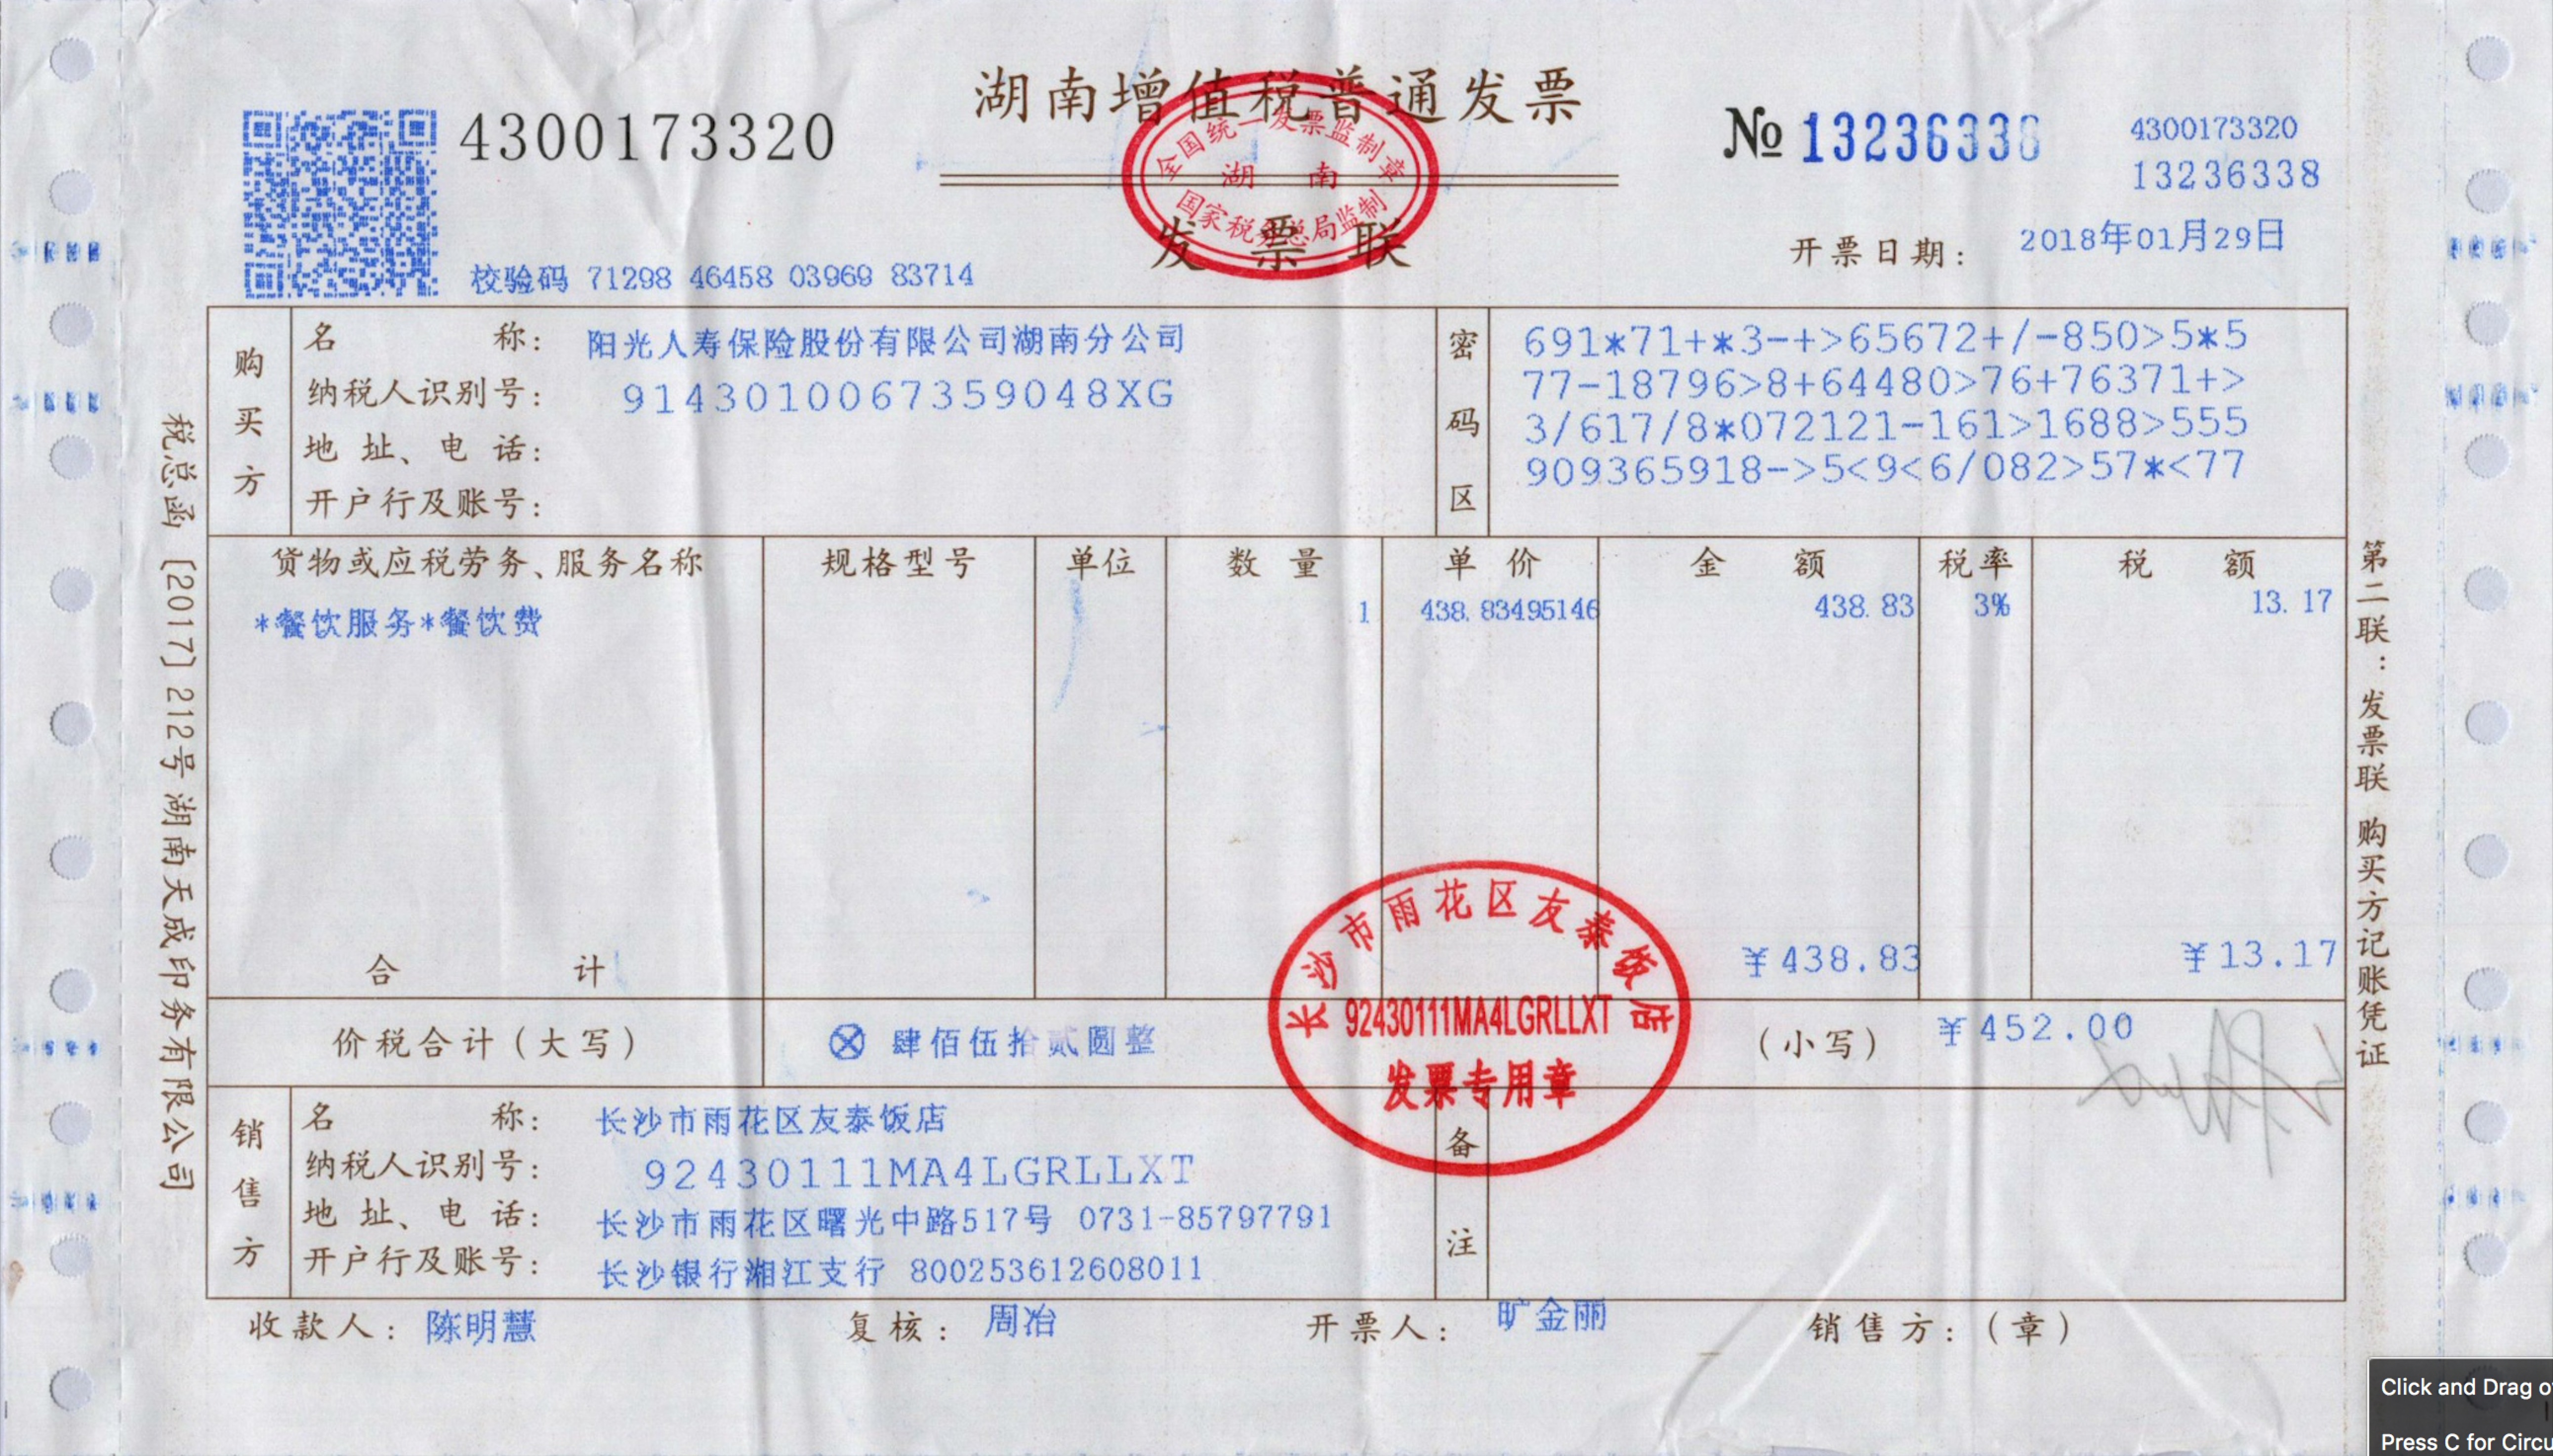 湖南增值税普通发票
全国统一发票监制章
湖 南
国家税务总局监制
发 票 联
4300173320
№ 13236338
4300173320
13236338
校验码 71298 46458 03969 83714
开票日期: 2018年01月29日
购买方
名 称: 阳光人寿保险股份有限公司湖南分公司
纳税人识别号: 9143010067359048XG
地 址、电 话:
开户行及账号:
密码区
691*71+*3-+>65672+/-850>5*5
77-18796>8+64480>76+76371+>
3/617/8*072121-161>1688>555
909365918->5<9<6/082>57*<77
货物或应税劳务、服务名称 规格型号 单位 数 量 单 价 金 额 税率 税 额
*餐饮服务*餐饮费 1 438.83495146 438.83 3% 13.17
合 计 ¥438.83 ¥13.17
价税合计(大写) ⊗ 肆佰伍拾贰圆整 (小写) ¥452.00
长沙市雨花区友泰饭店
92430111MA4LGRLLXT
发票专用章
销售方
名 称: 长沙市雨花区友泰饭店
纳税人识别号: 92430111MA4LGRLLXT
地 址、电 话: 长沙市雨花区曙光中路517号 0731-85797791
开户行及账号: 长沙银行湘江支行 800253612608011
备注
收款人: 陈明慧 复核: 周冶 开票人: 旷金丽 销售方:(章)
税总函〔2017〕212号湖南天成印务有限公司
第二联:发票联 购买方记账凭证
Click and Drag
Press C for